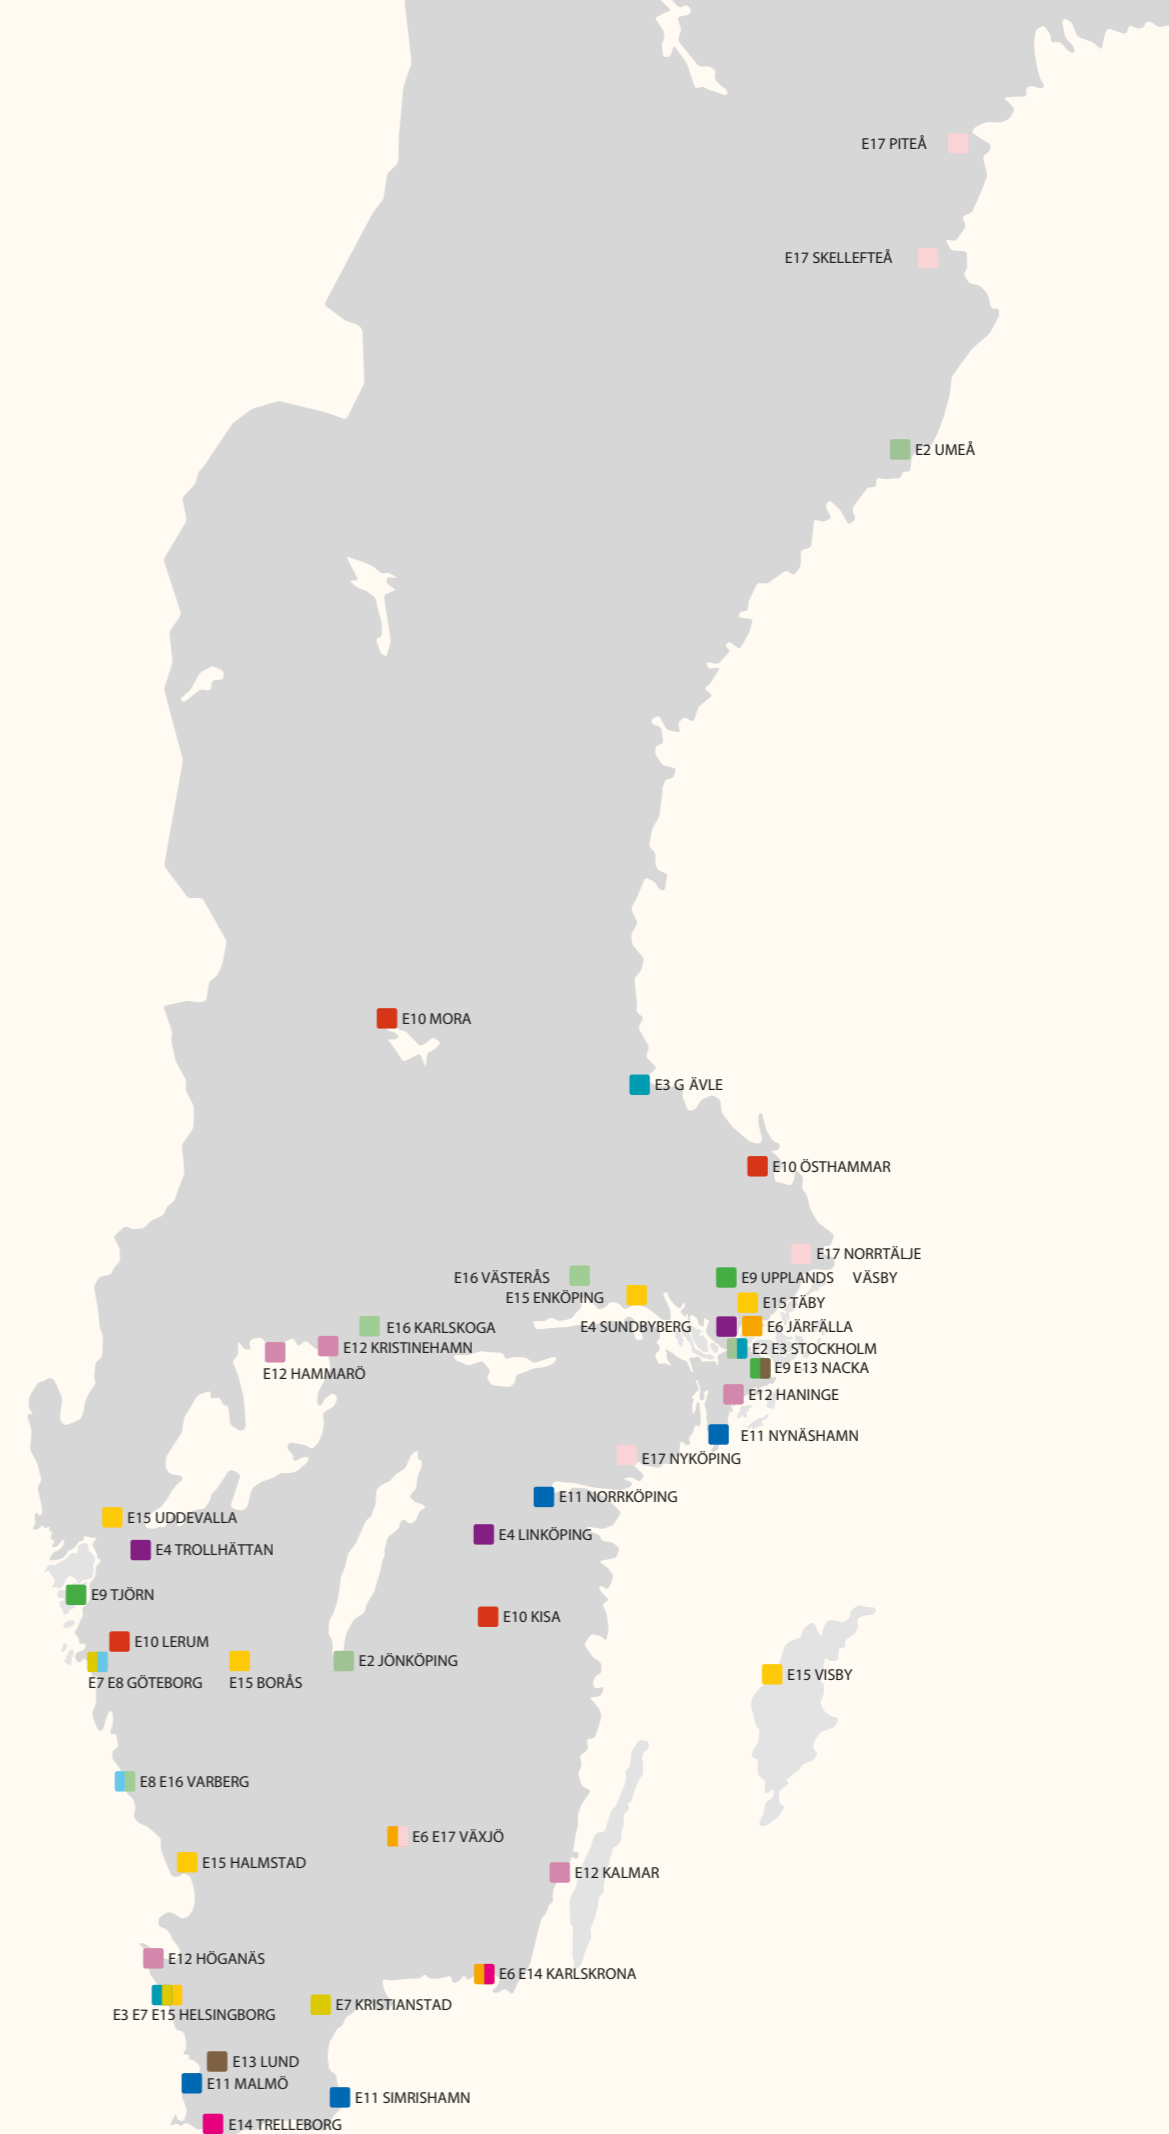 E17 PITEÅ
E17 SKELLEFTEÅ
E2 UMEÅ
E10 MORA
E3 G ÄVLE
E10 ÖSTHAMMAR
E17 NORRTÄLJE
E16 VÄSTERÅS
E9 UPPLANDS VÄSBY
E15 ENKÖPING
E15 TÄBY
E16 KARLSKOGA
E4 SUNDBYBERG
E6 JÄRFÄLLA
E12 KRISTINEHAMN
E2 E3 STOCKHOLM
E12 HAMMARÖ
E9 E13 NACKA
E12 HANINGE
E11 NYNÄSHAMN
E17 NYKÖPING
E11 NORRKÖPING
E15 UDDEVALLA
E4 LINKÖPING
E4 TROLLHÄTTAN
E9 TJÖRN
E10 KISA
E10 LERUM
E2 JÖNKÖPING
E15 VISBY
E7 E8 GÖTEBORG
E15 BORÅS
E8 E16 VARBERG
E6 E17 VÄXJÖ
E15 HALMSTAD
E12 KALMAR
E12 HÖGANÄS
E6 E14 KARLSKRONA
E7 KRISTIANSTAD
E3 E7 E15 HELSINGBORG
E13 LUND
E11 MALMÖ
E11 SIMRISHAMN
E14 TRELLEBORG